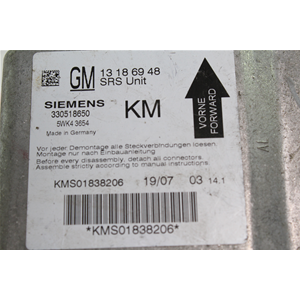 GM 13 18 69 48
SRS Unit
SIEMENS
330518650
5WK4 3654
Made in Germany
KM
VORNE
FORWARD
Vor jeder Demontage alle Steckverbindungen loesen
Montage nur nach Einbauanleitung
Before every disassembly, detach all connectors.
Assemble strictly according to manual instructions
KMS01838206 19/07 03 14.1
*KMS01838206*